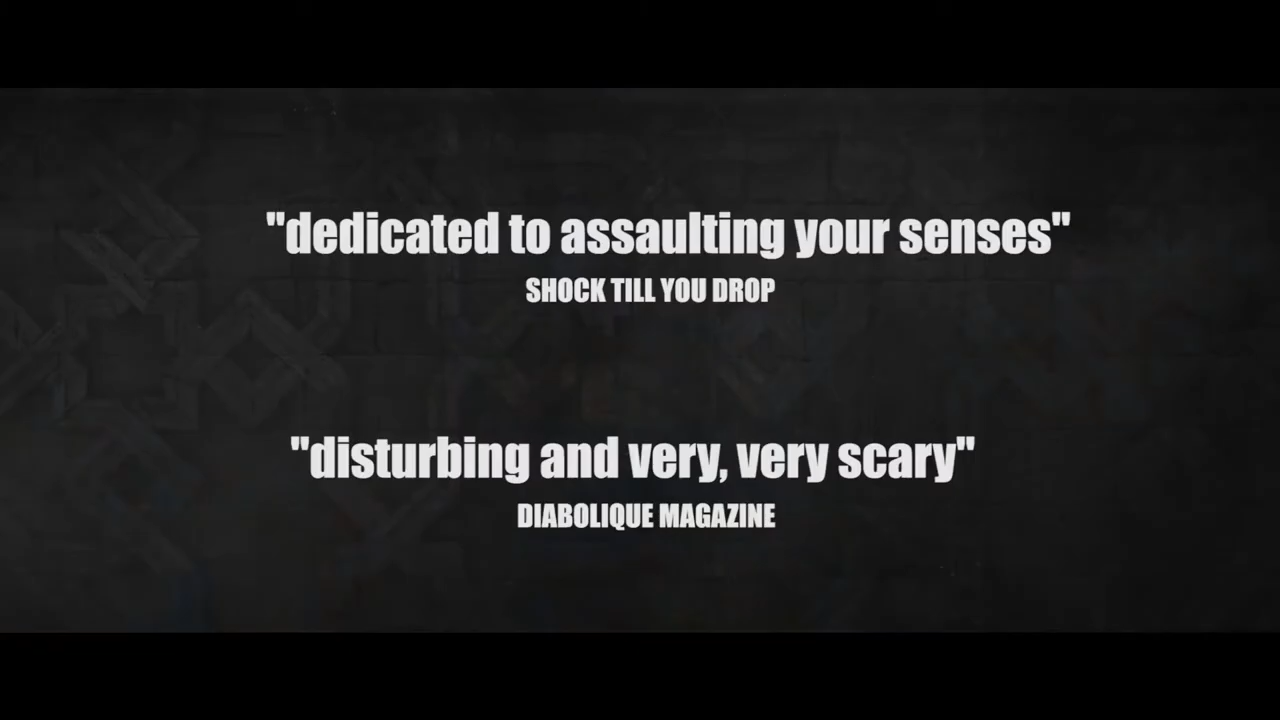 "dedicated to assaulting your senses"
SHOCK TILL YOU DROP
"disturbing and very, very scary"
DIABOLIQUE MAGAZINE